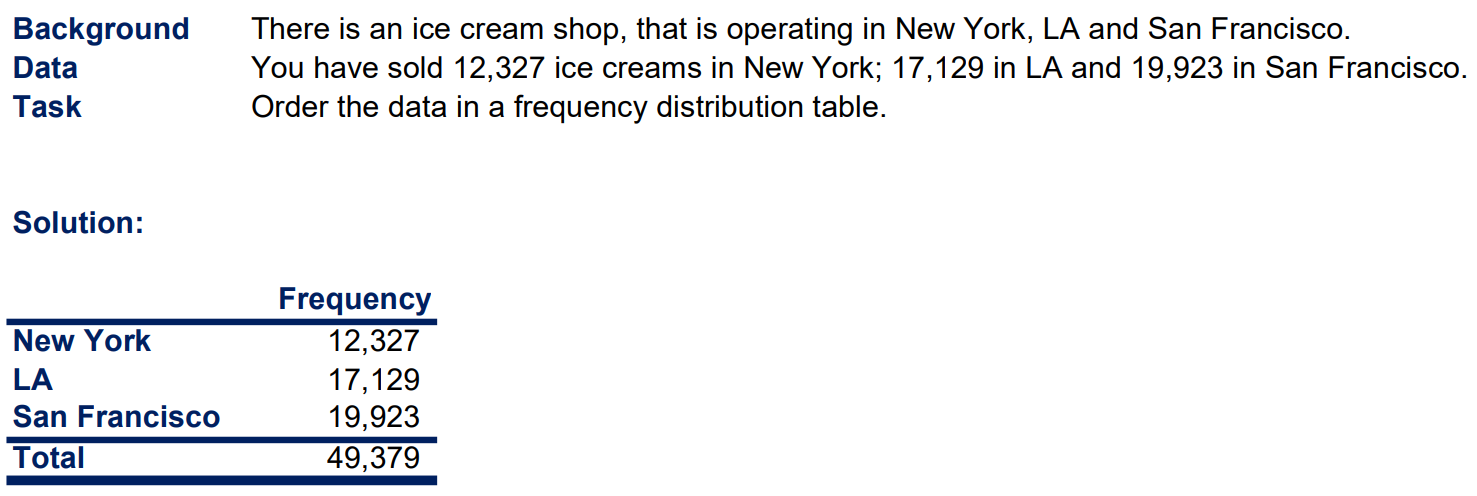 Background There is an ice cream shop, that is operating in New York, LA and San Francisco.
Data You have sold 12,327 ice creams in New York; 17,129 in LA and 19,923 in San Francisco.
Task Order the data in a frequency distribution table.
Solution:
Frequency
New York 12,327
LA 17,129
San Francisco 19,923
Total 49,379